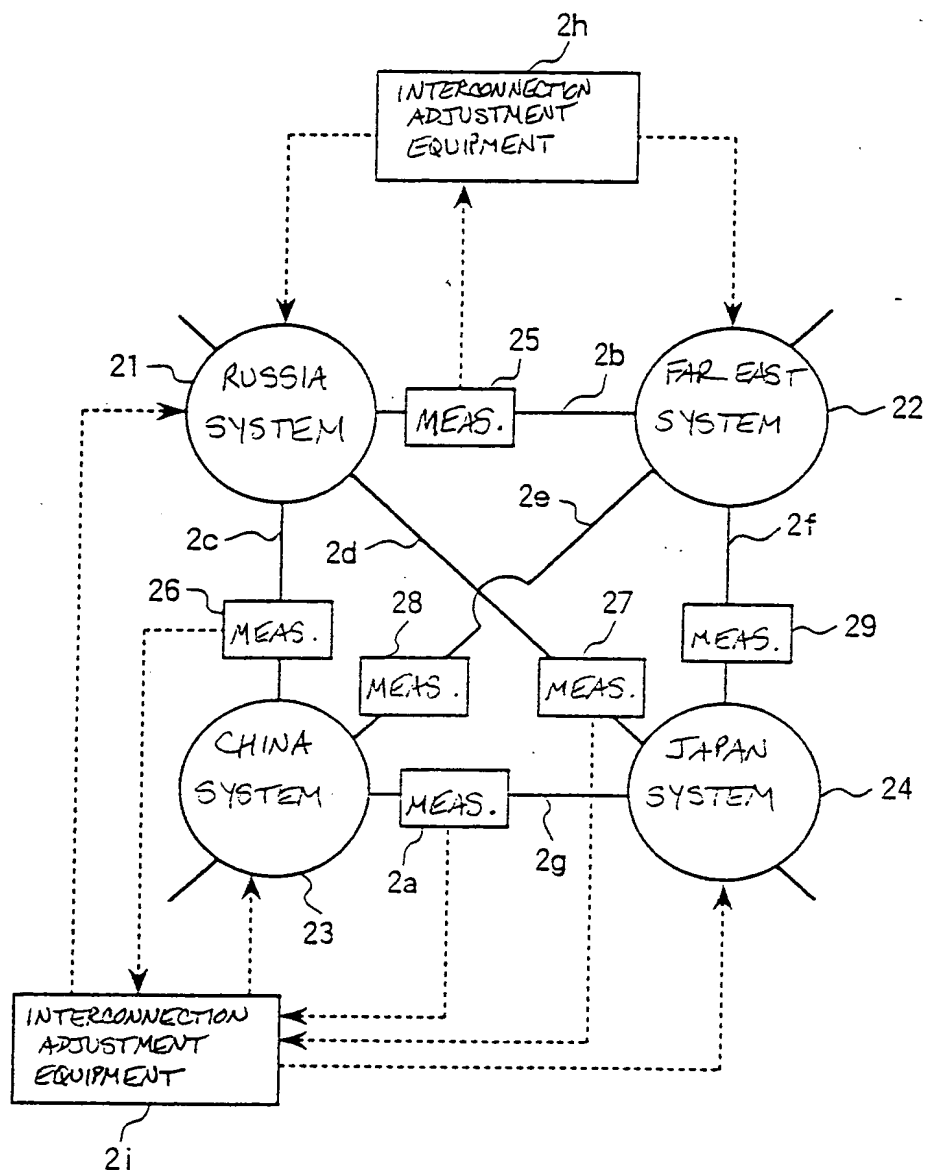 2h
INTERCONNECTION
ADJUSTMENT
EQUIPMENT
21
RUSSIA
SYSTEM
25
MEAS.
2b
FAR EAST
SYSTEM
22
2c
2d
2e
2f
26
MEAS.
28
MEAS.
27
MEAS.
MEAS.
29
CHINA
SYSTEM
23
MEAS.
2a
2g
JAPAN
SYSTEM
24
INTERCONNECTION
ADJUSTMENT
EQUIPMENT
2i